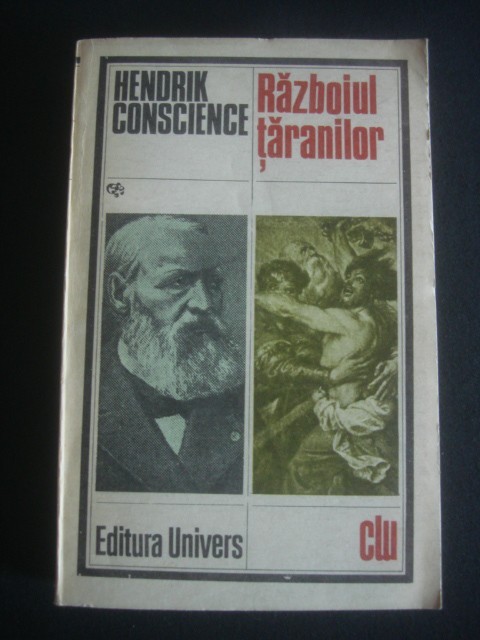 HENDRIK
CONSCIENCE
Războiul
țăranilor
Editura Univers
clu